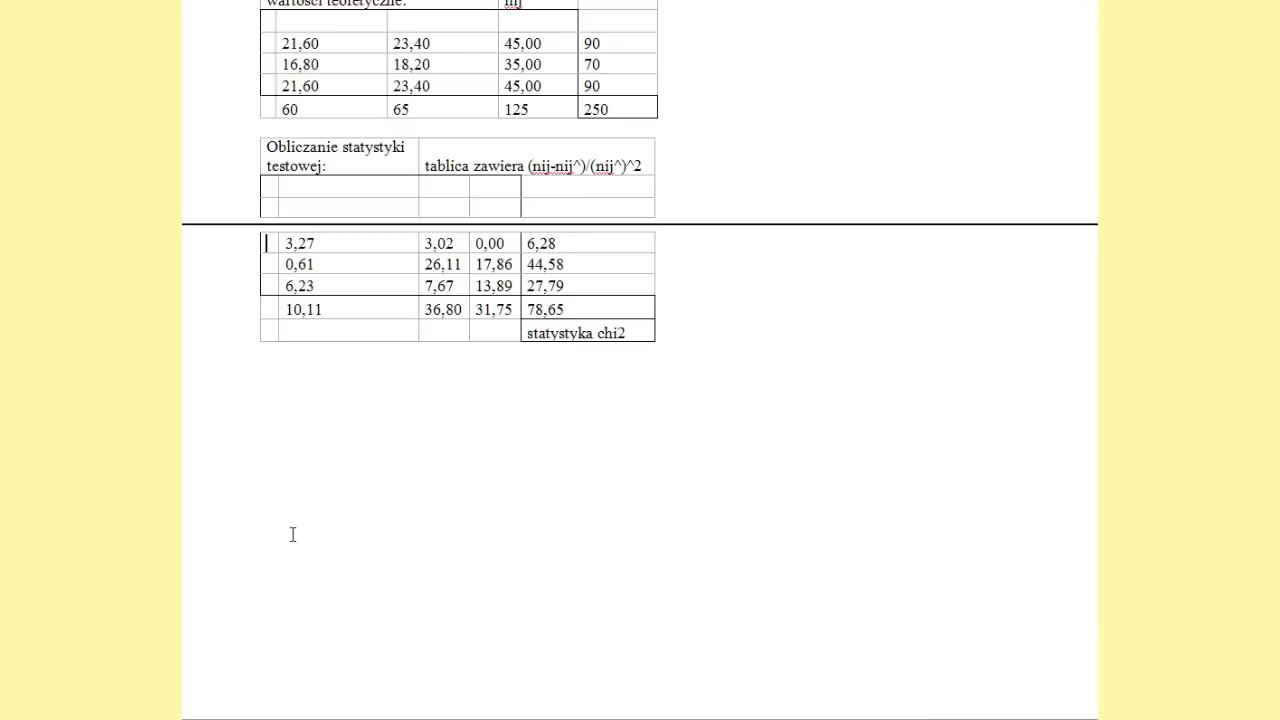 wartości teoretyczne: nij
21,60 23,40 45,00 90
16,80 18,20 35,00 70
21,60 23,40 45,00 90
60 65 125 250
Obliczanie statystyki
testowej: tablica zawiera (nij-nij^)/(nij^)^2
3,27 3,02 0,00 6,28
0,61 26,11 17,86 44,58
6,23 7,67 13,89 27,79
10,11 36,80 31,75 78,65
statystyka chi2